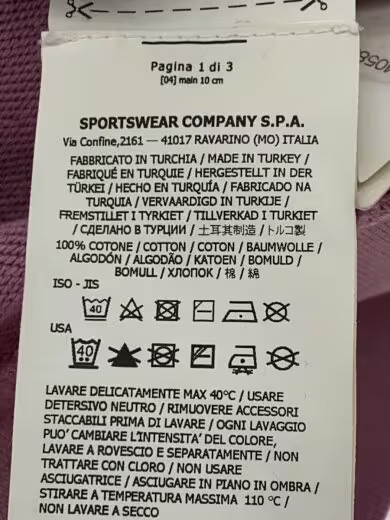 Pagina 1 di 3
[04] main 10 cm
SPORTSWEAR COMPANY S.P.A.
Via Confine,2161 — 41017 RAVARINO (MO) ITALIA
FABBRICATO IN TURCHIA / MADE IN TURKEY /
FABRIQUÉ EN TURQUIE / HERGESTELLT IN DER
TÜRKEI / HECHO EN TURQUÍA / FABRICADO NA
TURQUIA / VERVAARDIGD IN TURKIJE /
FREMSTILLET I TYRKIET / TILLVERKAD I TURKIET
/ СДЕЛАНО В ТУРЦИИ / 土耳其制造 / トルコ製
100% COTONE / COTTON / COTON / BAUMWOLLE /
ALGODÓN / ALGODÃO / KATOEN / BOMULD /
BOMULL / ХЛОПОК / 棉 / 綿
ISO - JIS
40
USA
40
LAVARE DELICATAMENTE MAX 40°C / USARE
DETERSIVO NEUTRO / RIMUOVERE ACCESSORI
STACCABILI PRIMA DI LAVARE / OGNI LAVAGGIO
PUO' CAMBIARE L'INTENSITA' DEL COLORE,
LAVARE A ROVESCIO E SEPARATAMENTE / NON
TRATTARE CON CLORO / NON USARE
ASCIUGATRICE / ASCIUGARE IN PIANO IN OMBRA /
STIRARE A TEMPERATURA MASSIMA 110 °C /
NON LAVARE A SECCO